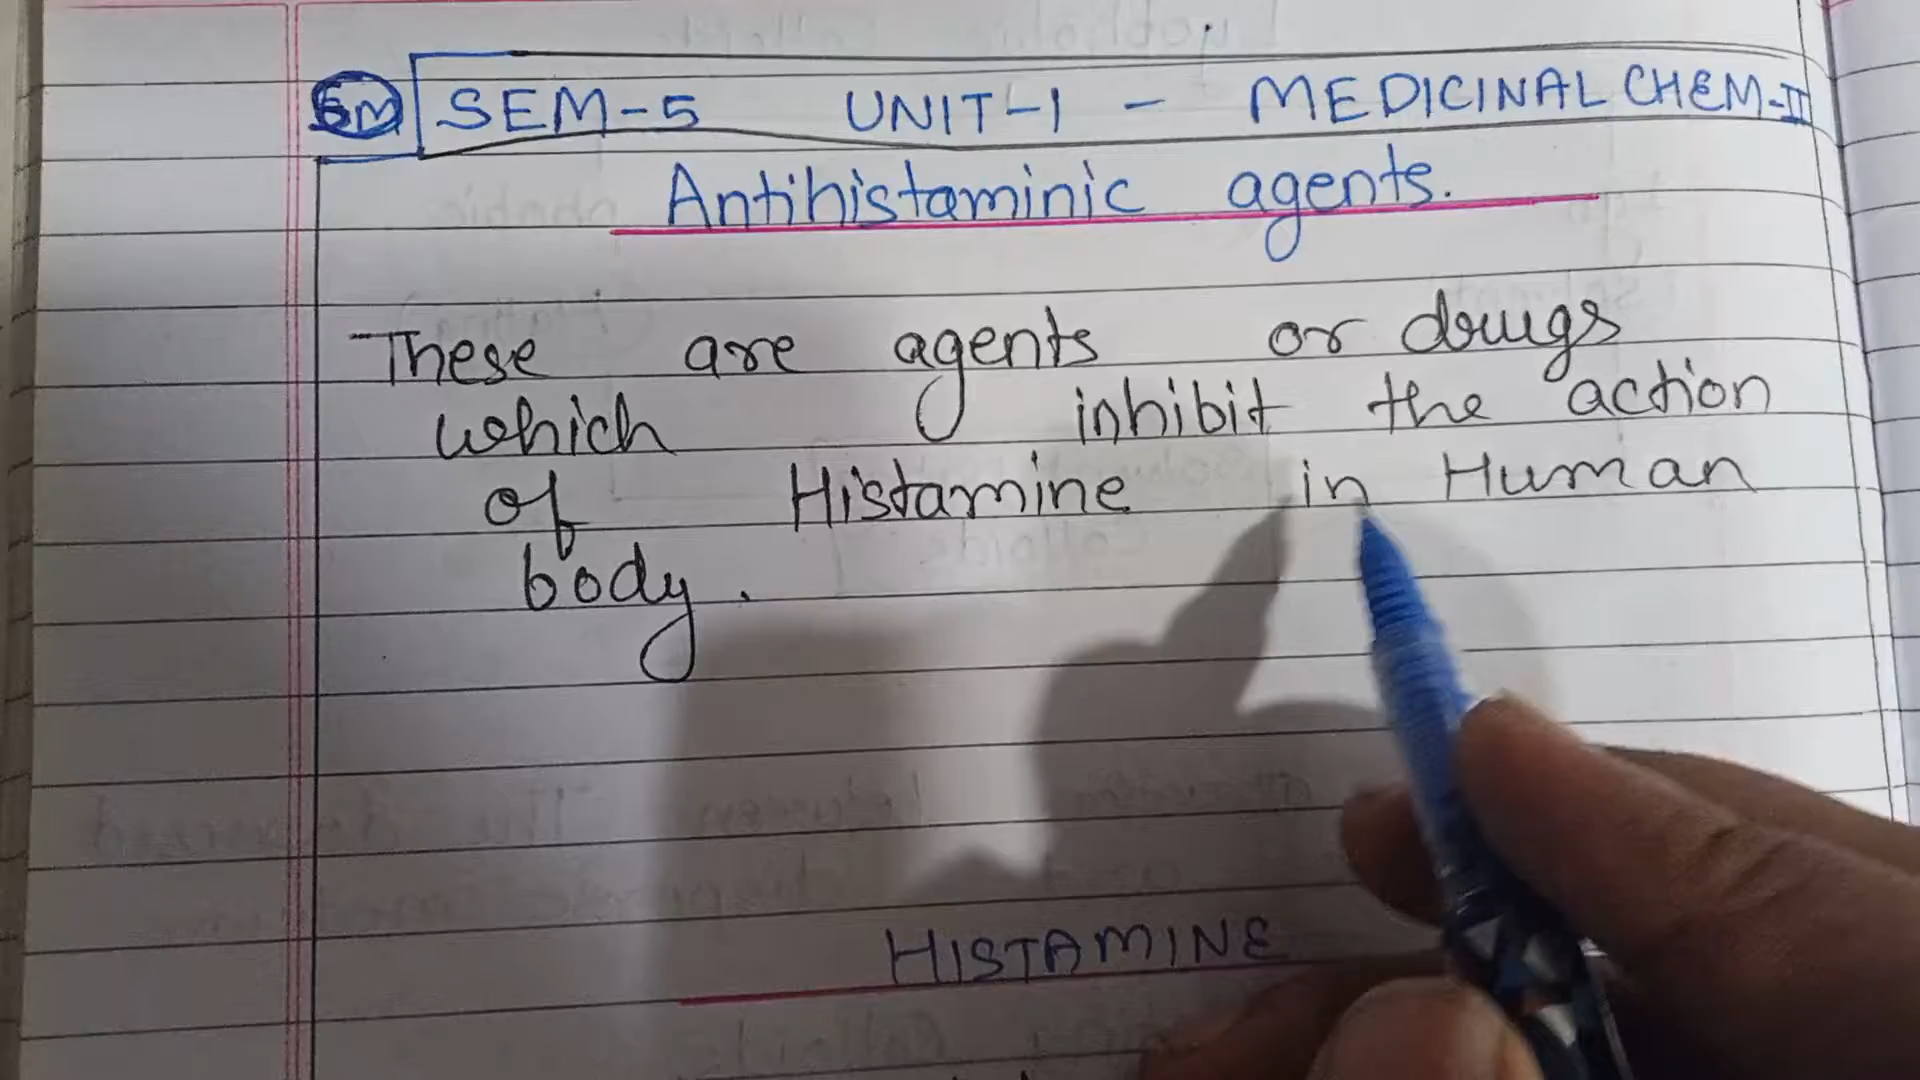 SM SEM-5 UNIT-1 - MEDICINAL CHEM-II
Antihistaminic agents.
These are agents or drugs
which inhibit the action
of Histamine in Human
body.
HISTAMINE